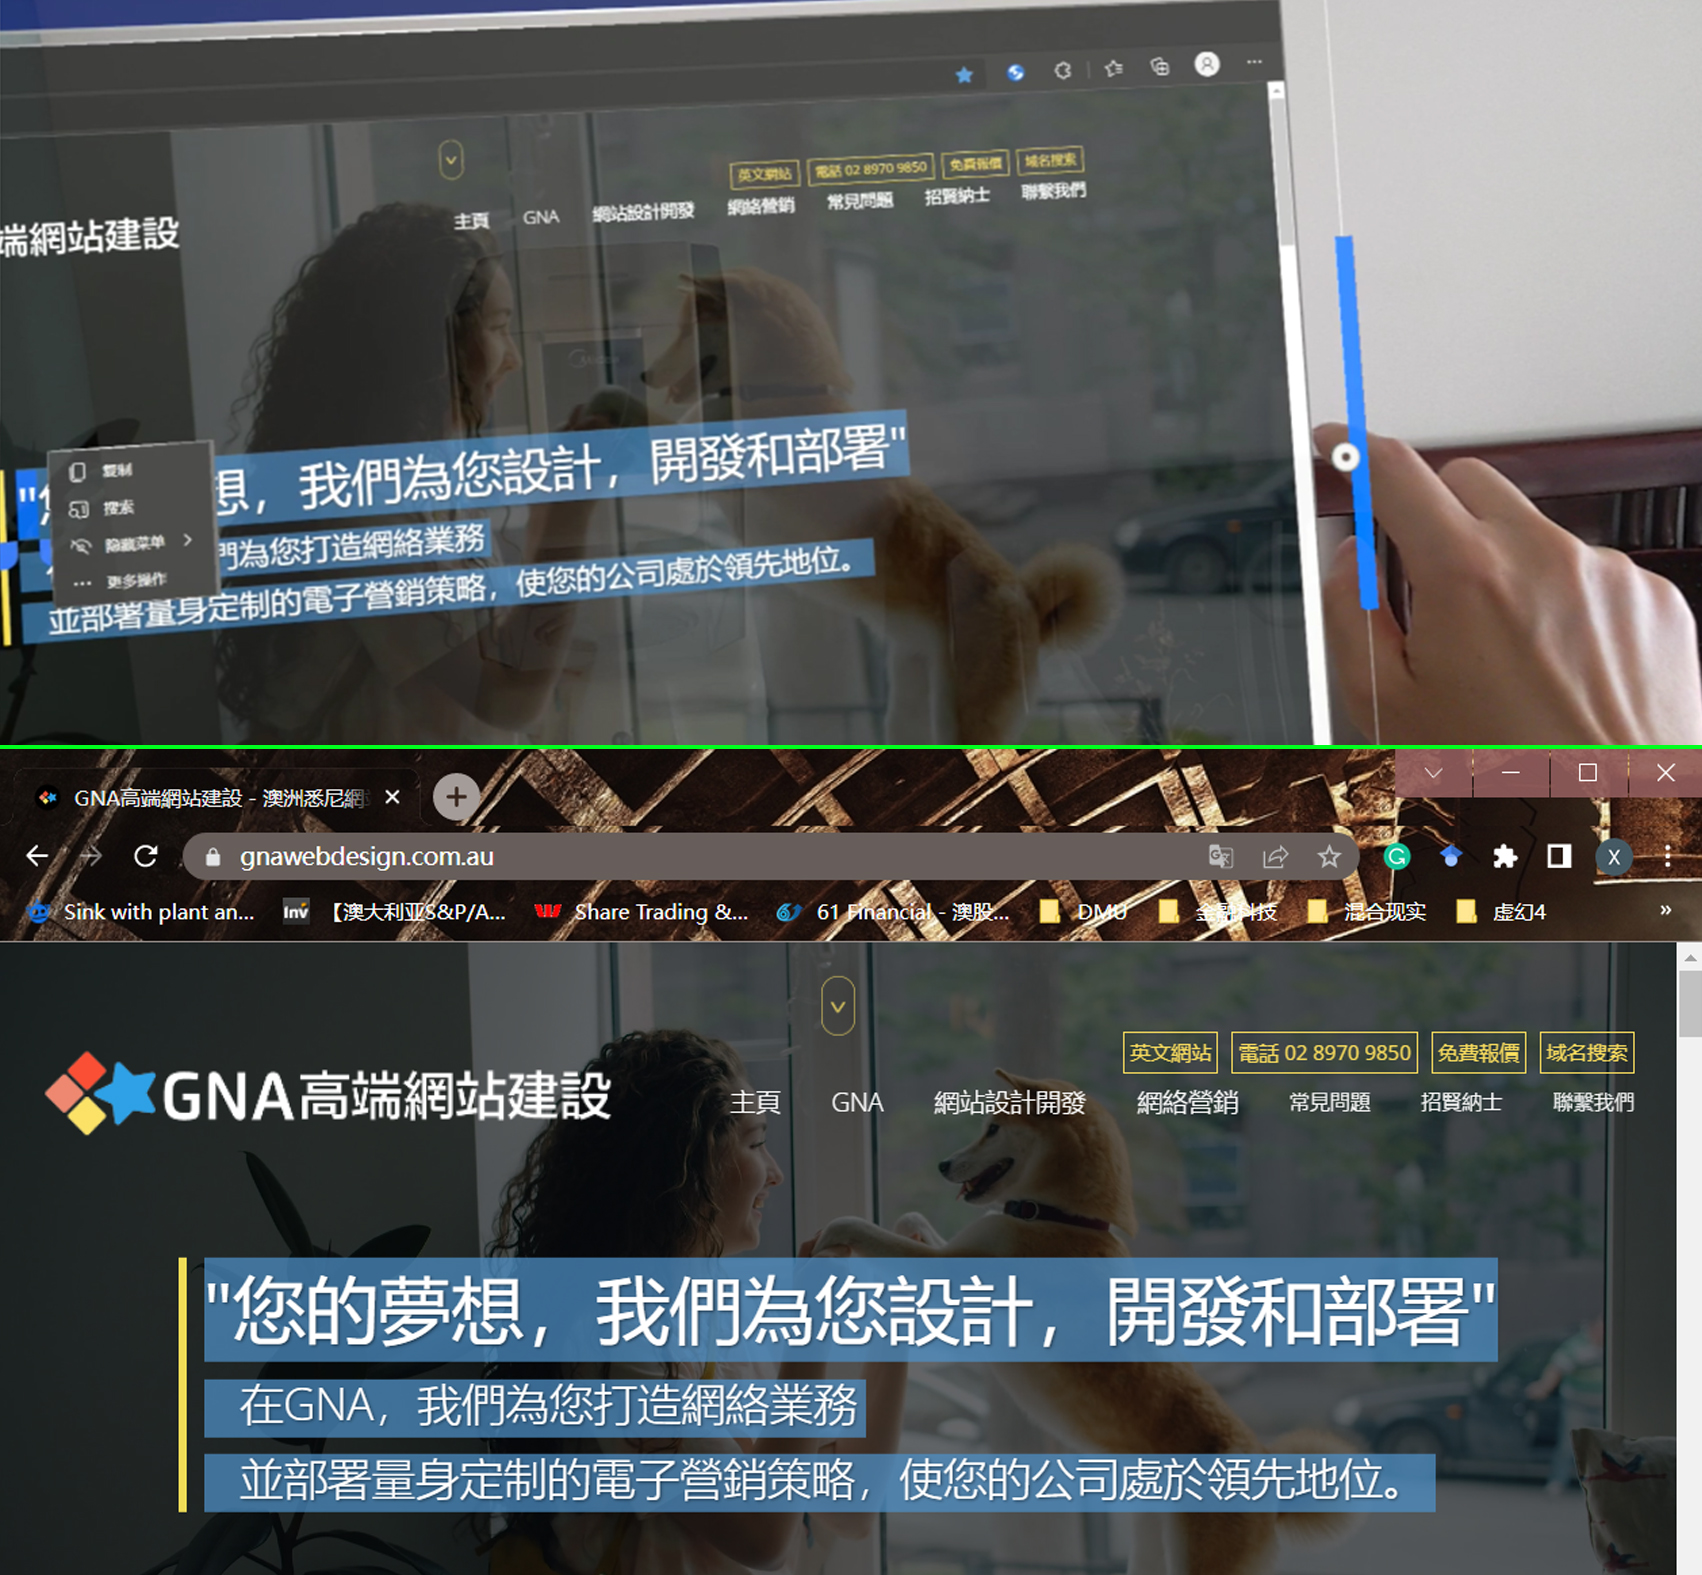 英文網站 電話 02 8970 9850 免費報價 域名搜索
端網站建設 主頁 GNA 網站設計開發 網絡營銷 常見問題 招賢納士 聯繫我們
想，我們為您設計，開發和部署"
們為您打造網絡業務
並部署量身定制的電子營銷策略，使您的公司處於領先地位。
复制
搜索
隐藏菜单
更多操作
GNA高端網站建設 - 澳洲悉尼網
gnawebdesign.com.au
X
Sink with plant an... Inv 【澳大利亚S&P/A... Share Trading &... 61 Financial - 澳股... DMU 金融科技 混合现实 虚幻4 »
英文網站 電話 02 8970 9850 免費報價 域名搜索
GNA高端網站建設 主頁 GNA 網站設計開發 網絡營銷 常見問題 招賢納士 聯繫我們
"您的夢想，我們為您設計，開發和部署"
在GNA，我們為您打造網絡業務
並部署量身定制的電子營銷策略，使您的公司處於領先地位。